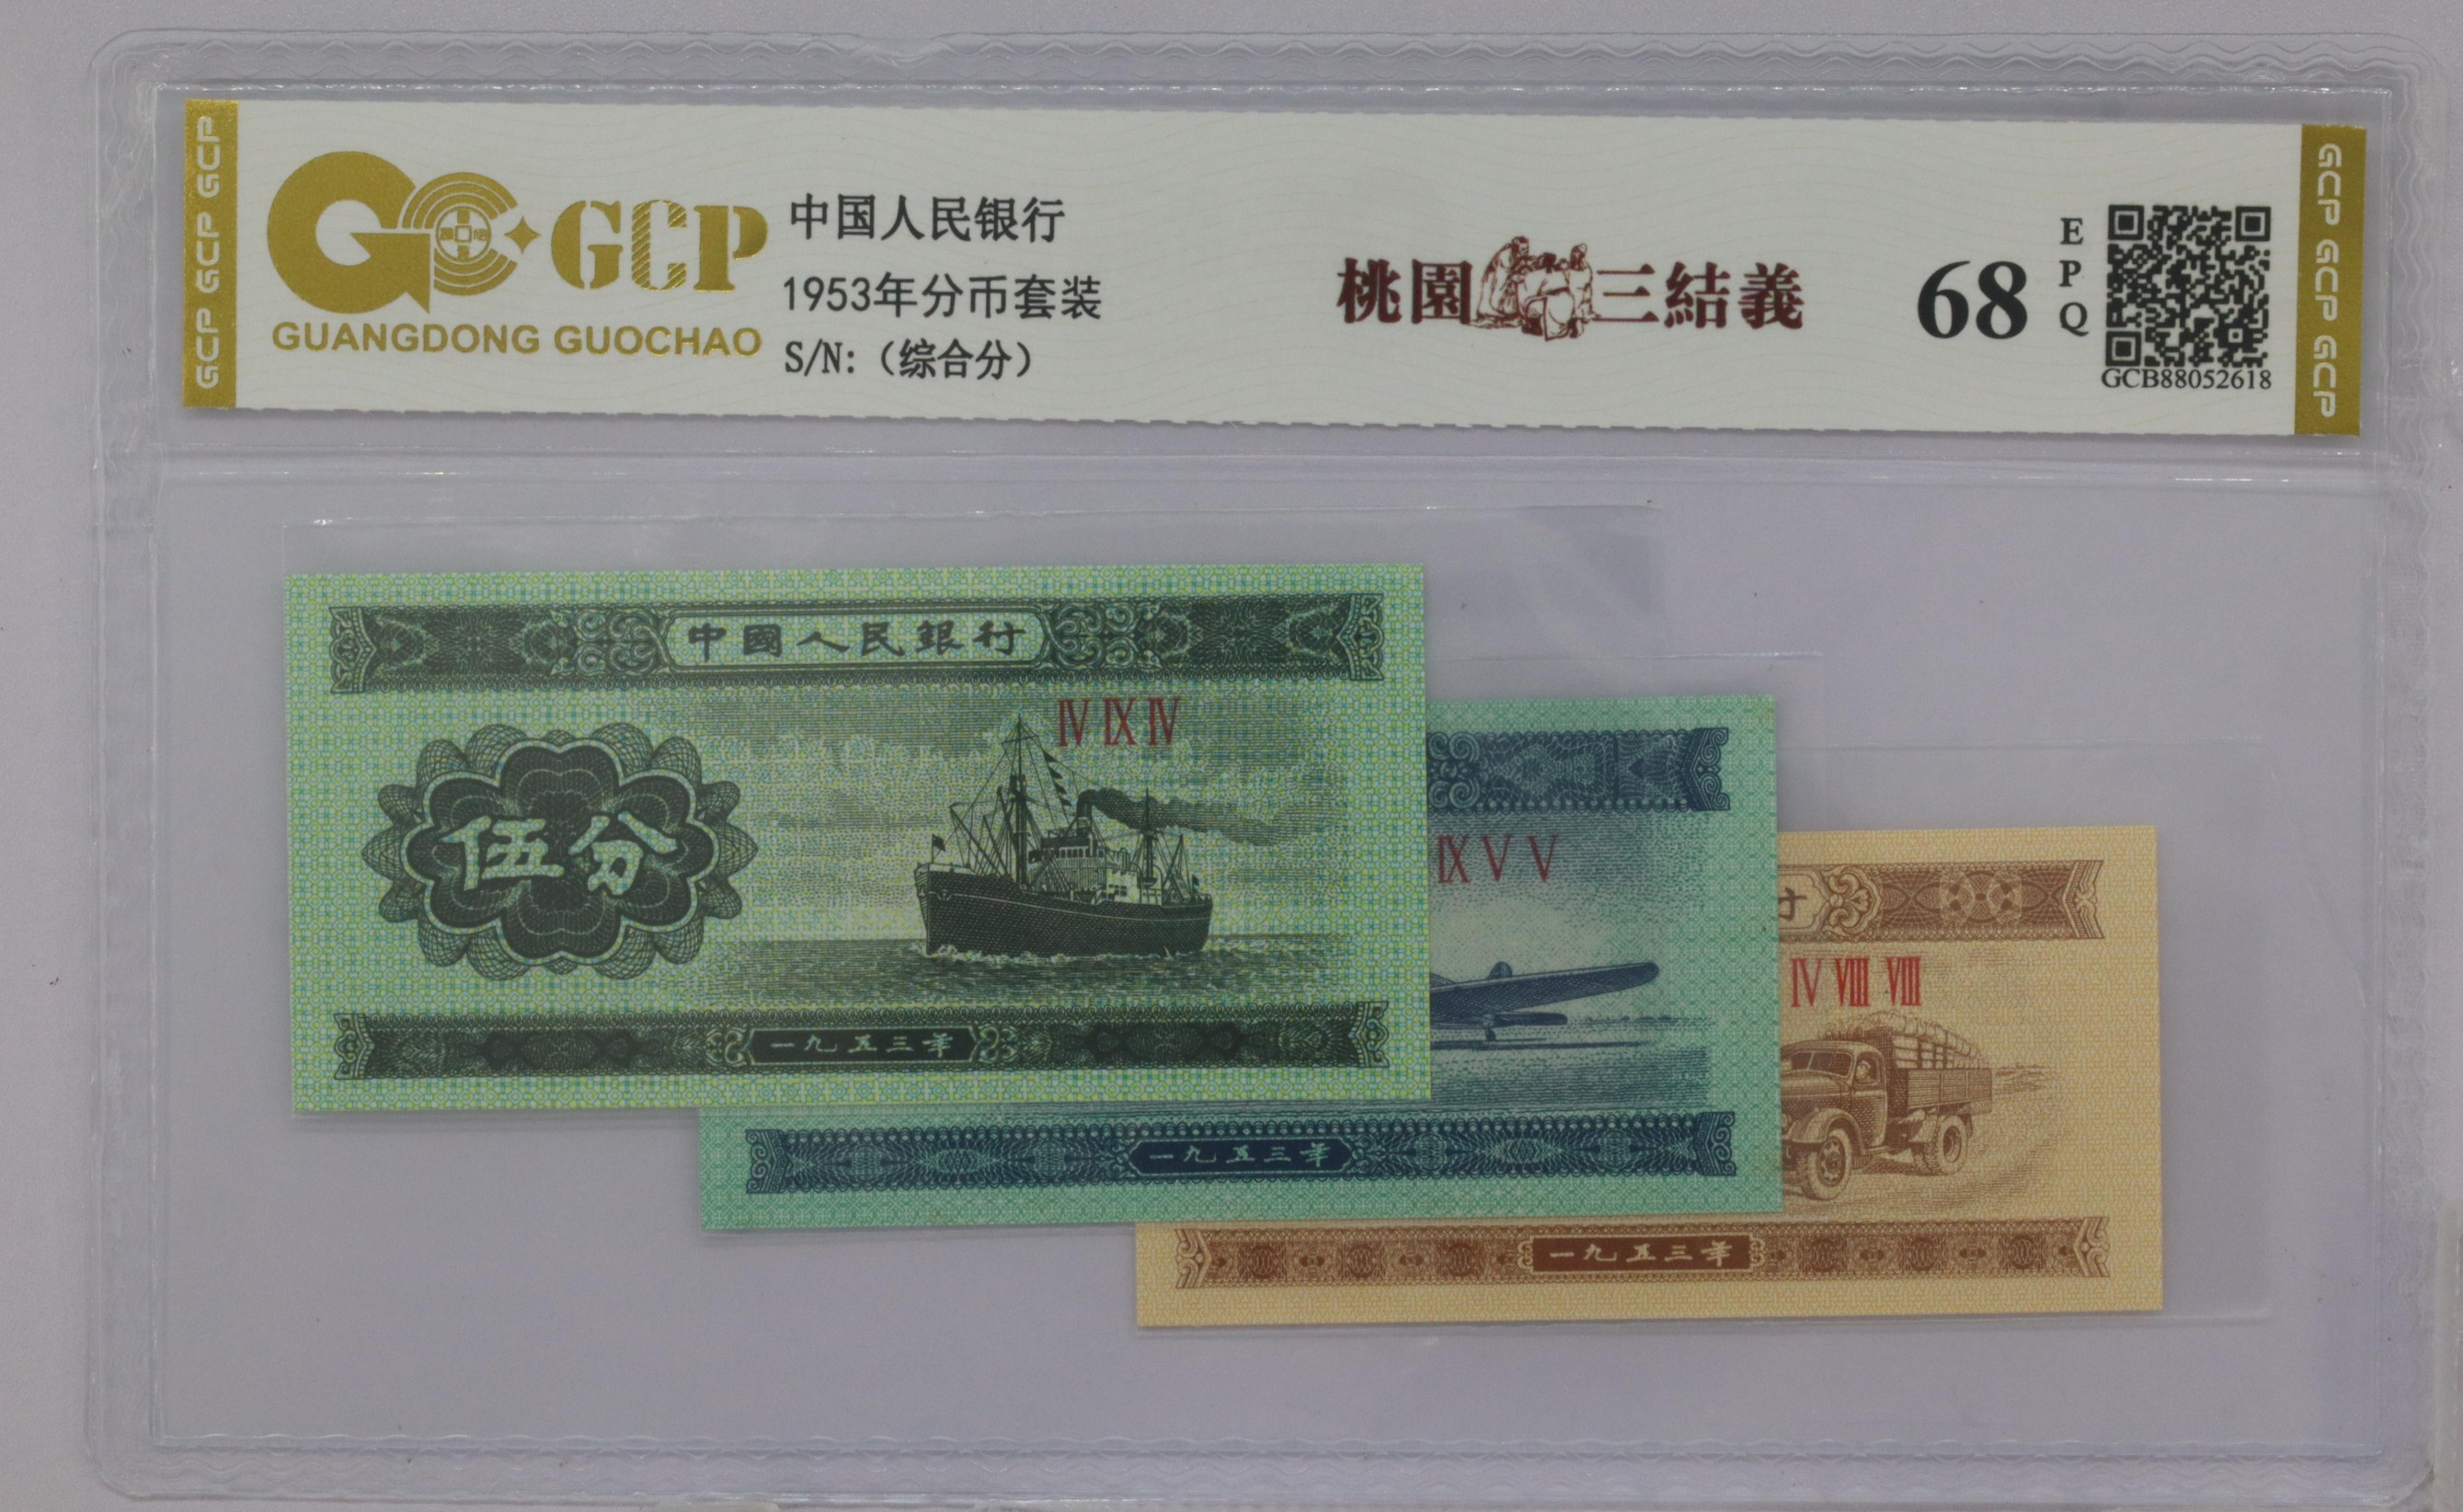 GCP GCP GCP
GCP
GUANGDONG GUOCHAO
中国人民银行
1953年分币套装
S/N:（综合分）
桃園三結義
68
EPQ
GCB88052618
GCP GCP GCP
中國人民銀行
IV IX IV
伍分
一九五三年
IX V V
一九五三年
行
IV VIII VIII
一九五三年